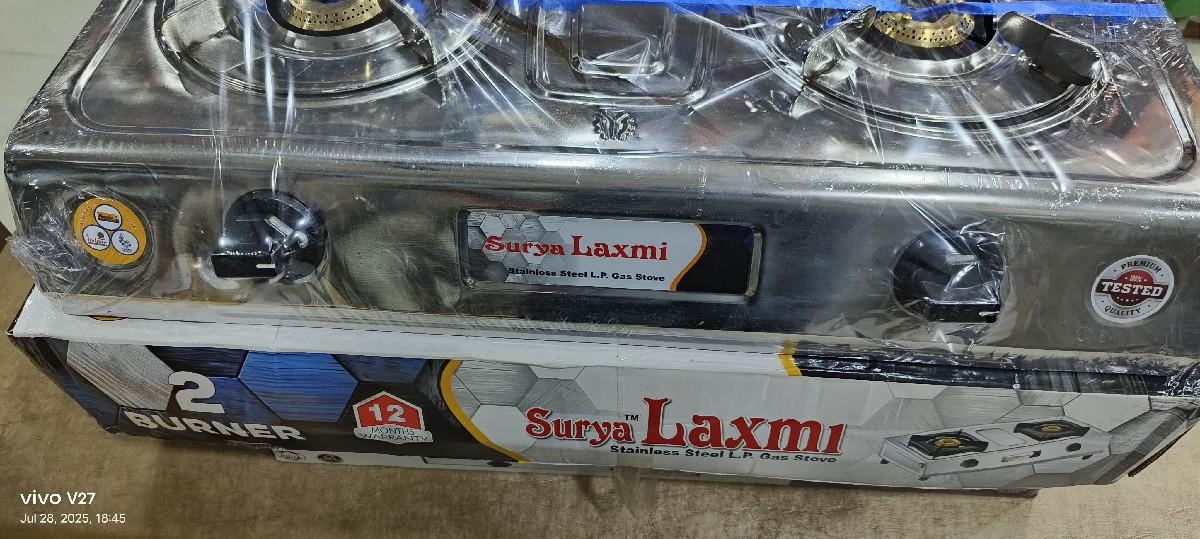 Surya Laxmi
Stainless Steel L.P. Gas Stove
PREMIUM
100%
TESTED
QUALITY
2
BURNER
12
MONTHS
WARRANTY
Surya™ Laxmi
Stainless Steel L.P. Gas Stove
vivo V27
Jul 28, 2025, 18:45